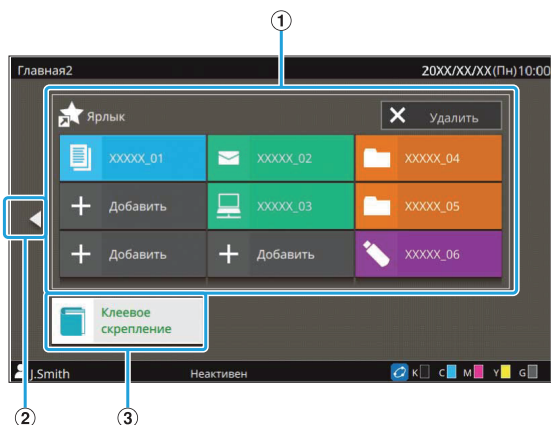 1
Главная2 20XX/XX/XX(Пн)10:00
Ярлык Удалить
XXXXX_01 XXXXX_02 XXXXX_04
Добавить XXXXX_03 XXXXX_05
Добавить Добавить XXXXX_06
Клеевое
скрепление
J.Smith Неактивен K C M Y G
2 3